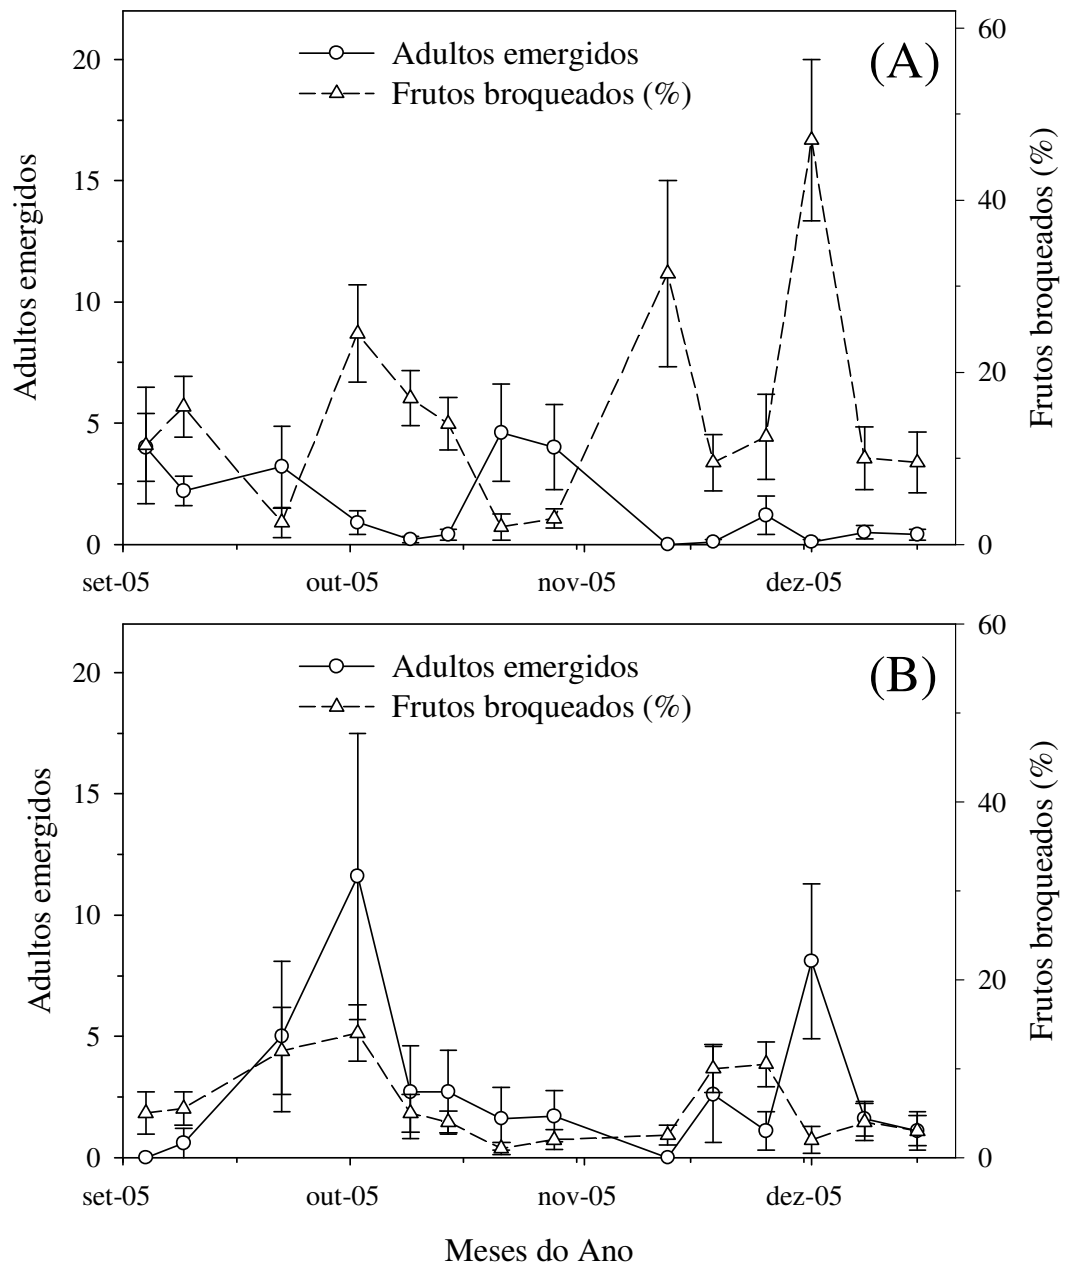 Adultos emergidos
Frutos broqueados (%)
(A)
60
40
20
0
20
15
10
5
0
Adultos emergidos
Frutos broqueados (%)
set-05 out-05 nov-05 dez-05
Adultos emergidos
Frutos broqueados (%)
(B)
60
40
20
0
20
15
10
5
0
Adultos emergidos
Frutos broqueados (%)
set-05 out-05 nov-05 dez-05
Meses do Ano